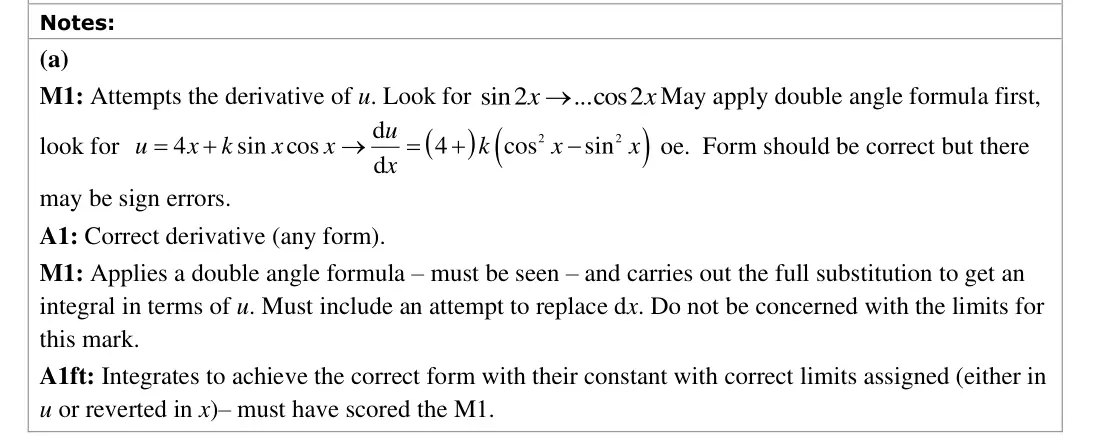 Notes:
(a)
M1: Attempts the derivative of u. Look for sin 2x → ...cos 2x May apply double angle formula first,
look for u = 4x + k sin x cos x → du/dx = (4+)k(cos² x − sin² x) oe. Form should be correct but there
may be sign errors.
A1: Correct derivative (any form).
M1: Applies a double angle formula – must be seen – and carries out the full substitution to get an
integral in terms of u. Must include an attempt to replace dx. Do not be concerned with the limits for
this mark.
A1ft: Integrates to achieve the correct form with their constant with correct limits assigned (either in
u or reverted in x)– must have scored the M1.